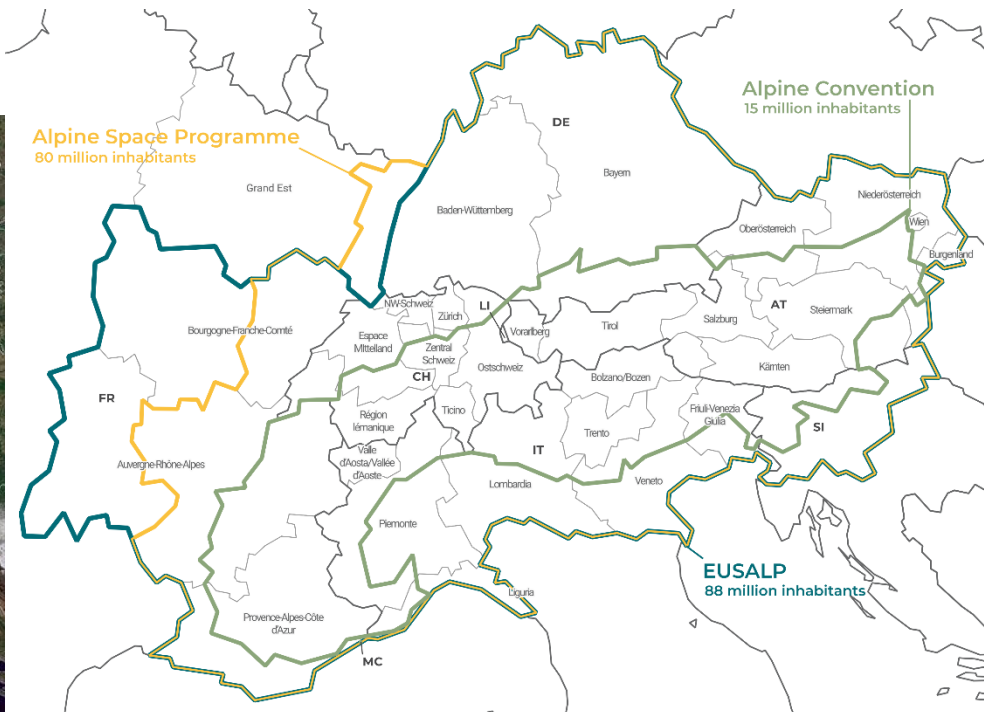 Alpine Convention
15 million inhabitants
DE
Alpine Space Programme
80 million inhabitants
Grand Est
Bayern
Niederösterreich
Baden-Wüttemberg
Oberösterreich
Wien
Burgenland
NW-Schweiz
LI
Zürich
AT
Steiermark
Bourgogne-Franche-Comté
Espace
MIttelland
Vorarlberg
Tirol
Salzburg
Zentral
Schweiz
Ostschweiz
CH
Bolzano/Bozen
Kärnten
FR
Région
lémanique
Ticino
Friuli-Venezia
Giulia
SI
Trento
Auvergne-Rhône-Alpes
Valle
d'Aosta/Vallée
d'Aoste
IT
Lombardia
Veneto
Piemonte
EUSALP
88 million inhabitants
Liguria
Provence-Alpes-Côte
d'Azur
MC